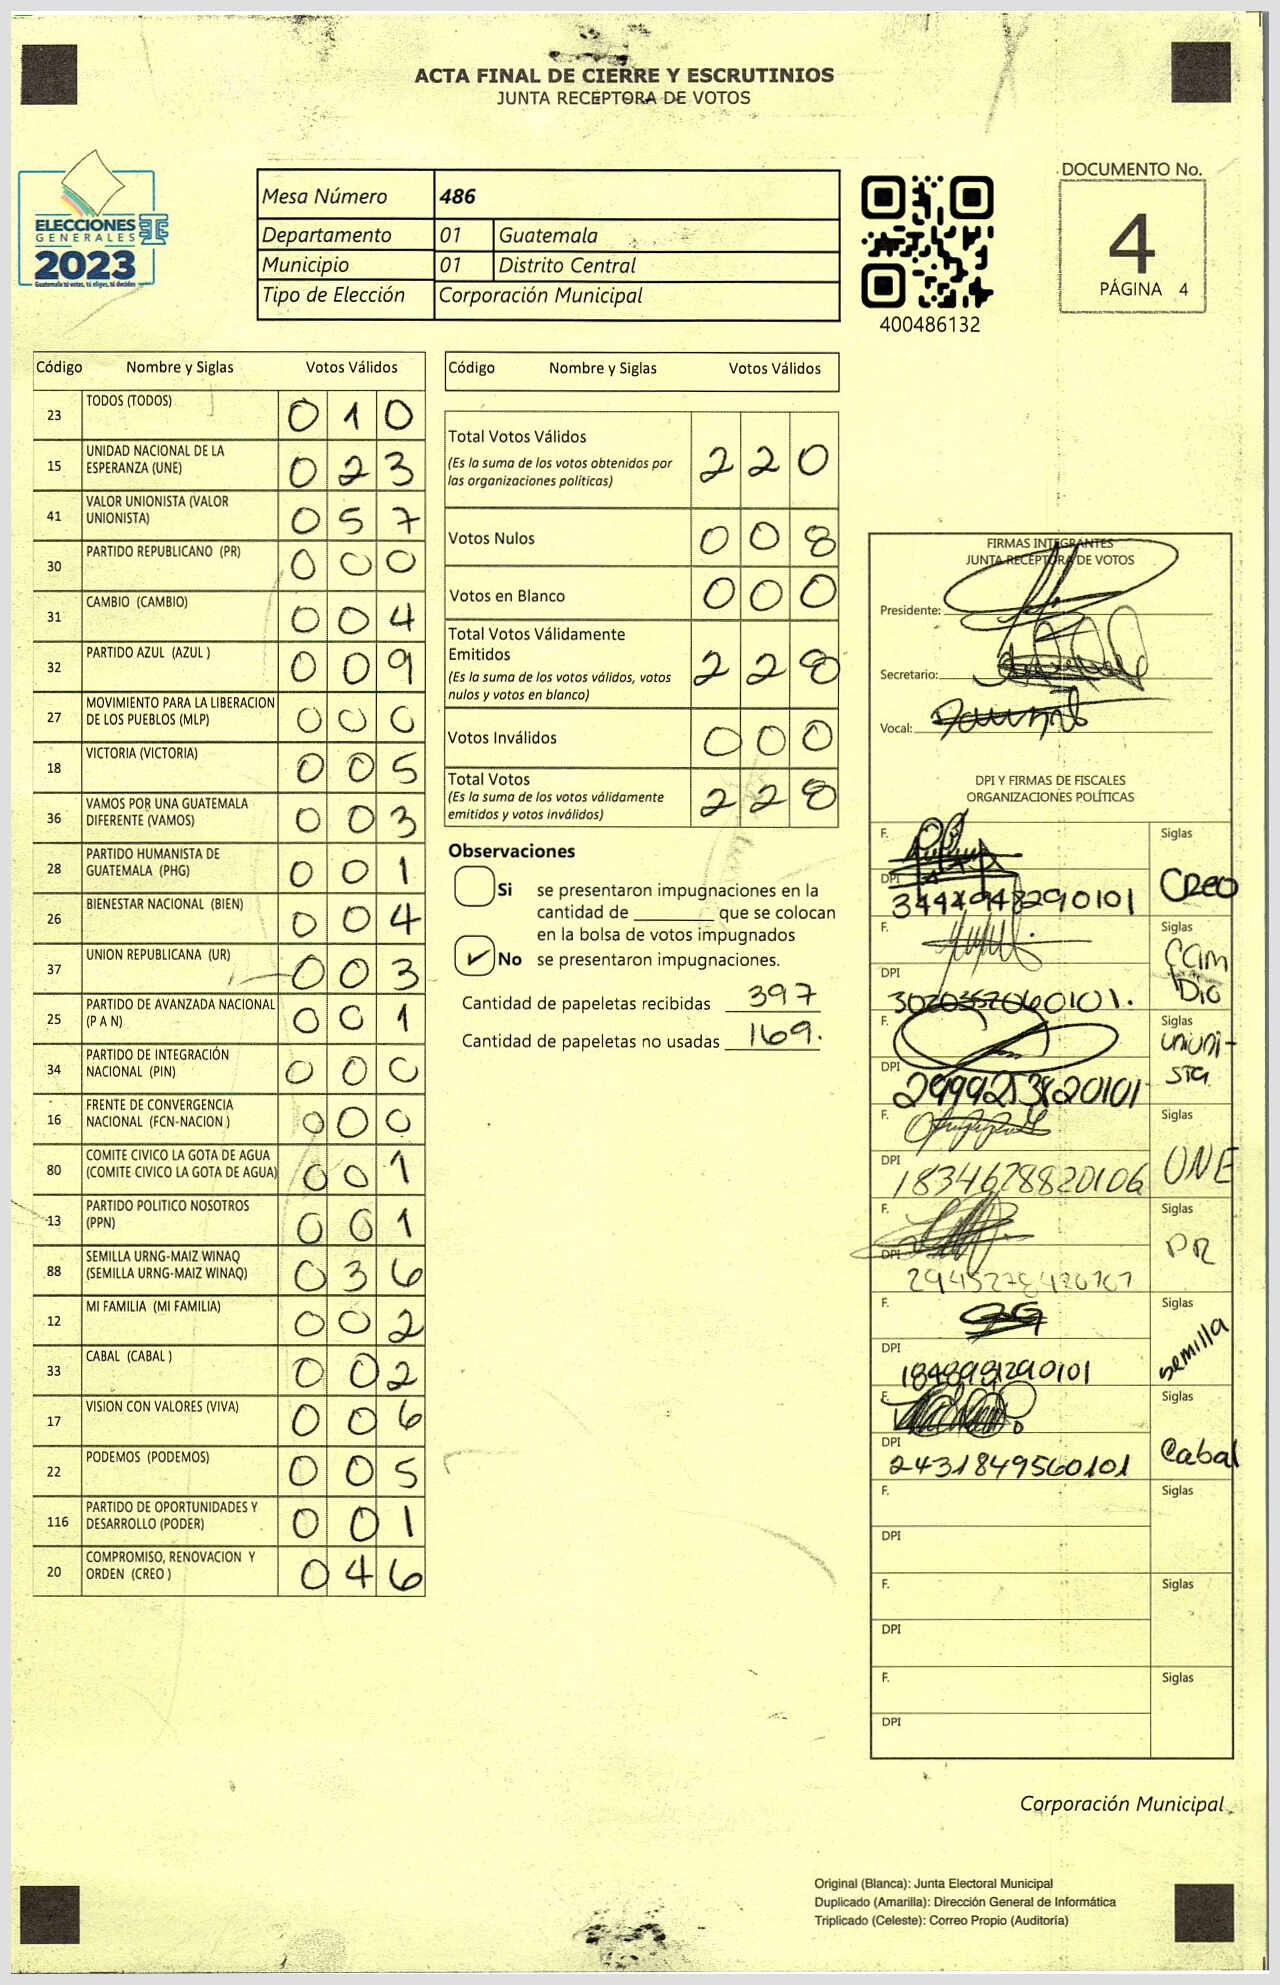 ACTA FINAL DE CIERRE Y ESCRUTINIOS
JUNTA RECEPTORA DE VOTOS
ELECCIONES
GENERALES
2023
Guatemala tú votas, tú eliges, tú decides
Mesa Número 486
Departamento 01 Guatemala
Municipio 01 Distrito Central
Tipo de Elección Corporación Municipal
400486132
DOCUMENTO No.
4
PÁGINA 4
Código Nombre y Siglas Votos Válidos
23 TODOS (TODOS) 0 1 0
15 UNIDAD NACIONAL DE LA ESPERANZA (UNE) 0 2 3
41 VALOR UNIONISTA (VALOR UNIONISTA) 0 5 7
30 PARTIDO REPUBLICANO (PR) 0 0 0
31 CAMBIO (CAMBIO) 0 0 4
32 PARTIDO AZUL (AZUL ) 0 0 9
27 MOVIMIENTO PARA LA LIBERACION DE LOS PUEBLOS (MLP) 0 0 0
18 VICTORIA (VICTORIA) 0 0 5
36 VAMOS POR UNA GUATEMALA DIFERENTE (VAMOS) 0 0 3
28 PARTIDO HUMANISTA DE GUATEMALA (PHG) 0 0 1
26 BIENESTAR NACIONAL (BIEN) 0 0 4
37 UNION REPUBLICANA (UR) 0 0 3
25 PARTIDO DE AVANZADA NACIONAL (P A N) 0 0 1
34 PARTIDO DE INTEGRACIÓN NACIONAL (PIN) 0 0 0
16 FRENTE DE CONVERGENCIA NACIONAL (FCN-NACION ) 0 0 0
80 COMITE CIVICO LA GOTA DE AGUA (COMITE CIVICO LA GOTA DE AGUA) 0 0 1
13 PARTIDO POLITICO NOSOTROS (PPN) 0 0 1
88 SEMILLA URNG-MAIZ WINAQ (SEMILLA URNG-MAIZ WINAQ) 0 3 6
12 MI FAMILIA (MI FAMILIA) 0 0 2
33 CABAL (CABAL ) 0 0 2
17 VISION CON VALORES (VIVA) 0 0 6
22 PODEMOS (PODEMOS) 0 0 5
116 PARTIDO DE OPORTUNIDADES Y DESARROLLO (PODER) 0 0 1
20 COMPROMISO, RENOVACION Y ORDEN (CREO ) 0 4 6
Código Nombre y Siglas Votos Válidos
Total Votos Válidos 2 2 0
(Es la suma de los votos obtenidos por
las organizaciones politicas)
Votos Nulos 0 0 8
Votos en Blanco 0 0 0
Total Votos Válidamente
Emitidos 2 2 8
(Es la suma de los votos válidos, votos
nulos y votos en blanco)
Votos Inválidos 0 0 0
Total Votos 2 2 8
(Es la suma de los votos válidamente
emitidos y votos inválidos)
Observaciones
Si se presentaron impugnaciones en la
cantidad de ________ que se colocan
en la bolsa de votos impugnados
✓ No se presentaron impugnaciones.
Cantidad de papeletas recibidas 397
Cantidad de papeletas no usadas 169.
FIRMAS INTEGRANTES
JUNTA RECEPTORA DE VOTOS
Presidente:
Secretario:
Vocal:
DPI Y FIRMAS DE FISCALES
ORGANIZACIONES POLÍTICAS
F. Siglas
DPI Creo
F. Siglas
DPI
F. Siglas
DPI uniuni-
sta
F. Siglas
DPI 1834628820106 UNE
F. Siglas
DPI PR
F. Siglas
DPI semilla
F. Siglas
DPI 2431849560101 Cabal
F. Siglas
DPI
F. Siglas
DPI
F. Siglas
DPI
Corporación Municipal
Original (Blanca): Junta Electoral Municipal
Duplicado (Amarilla): Dirección General de Informática
Triplicado (Celeste): Correo Propio (Auditoría)